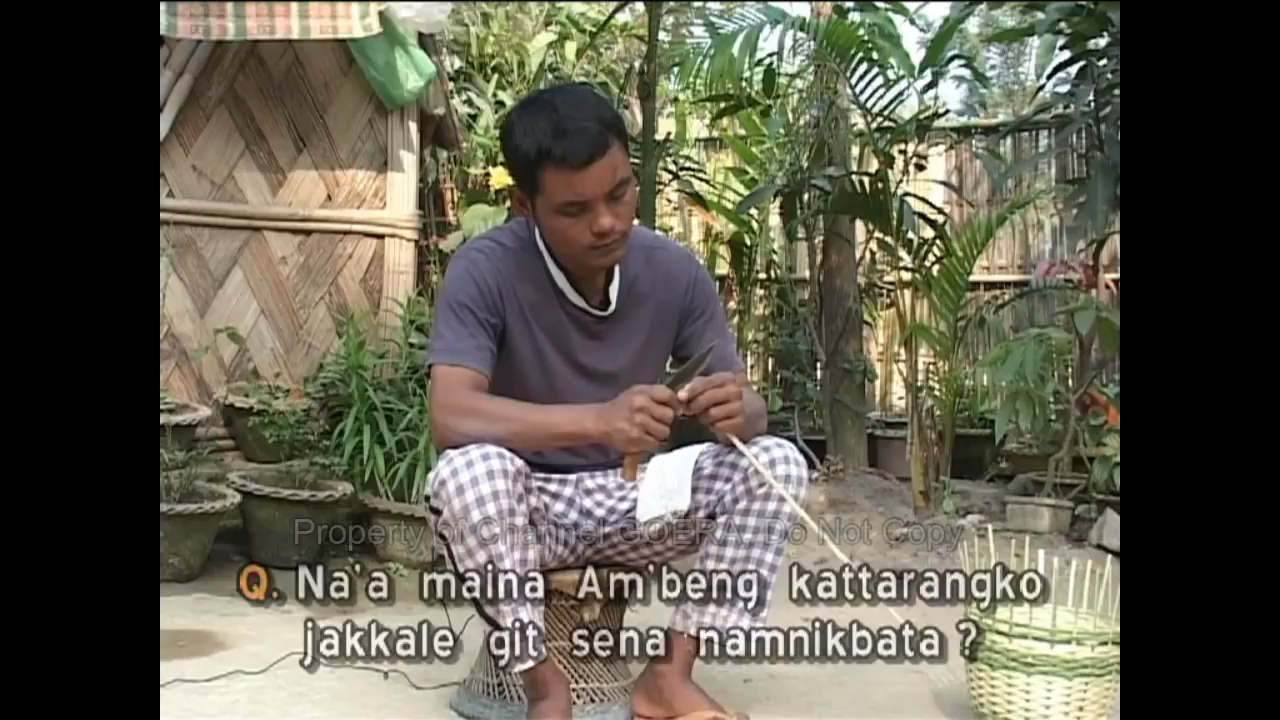 Property of Channel GOERA, Do Not Copy
Q. Na'a maina Am'beng kattarangko
jakkale git sena namnikbata ?